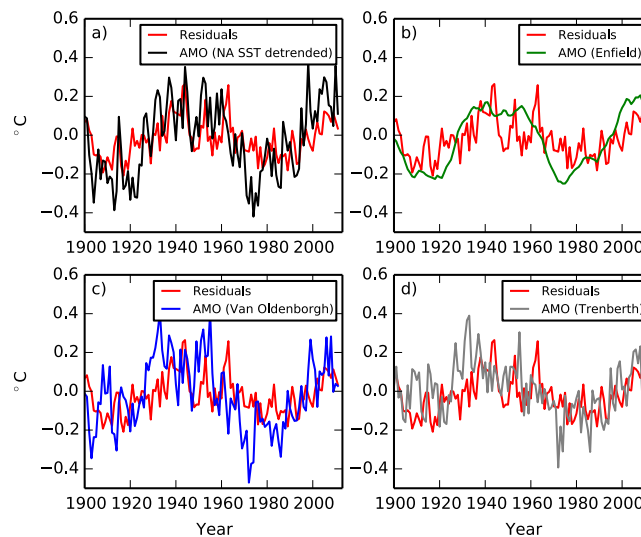 0.6
0.4
0.2
0.0
−0.2
−0.4
°C
a)
Residuals
AMO (NA SST detrended)
1900 1920 1940 1960 1980 2000
0.6
0.4
0.2
0.0
−0.2
−0.4
b)
Residuals
AMO (Enfield)
1900 1920 1940 1960 1980 2000
0.6
0.4
0.2
0.0
−0.2
−0.4
°C
c)
Residuals
AMO (Van Oldenborgh)
1900 1920 1940 1960 1980 2000
Year
0.6
0.4
0.2
0.0
−0.2
−0.4
d)
Residuals
AMO (Trenberth)
1900 1920 1940 1960 1980 2000
Year